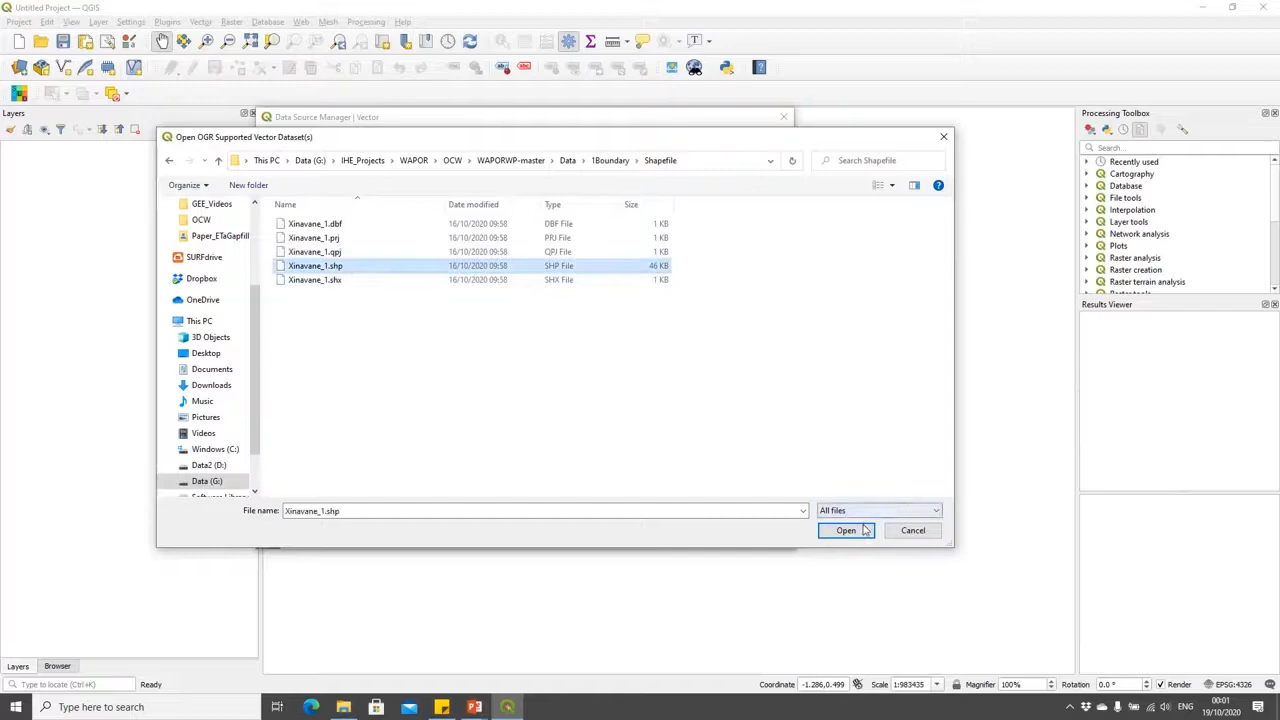 Untitled Project — QGIS
Project Edit View Layer Settings Plugins Vector Raster Database Web Mesh Processing Help
Layers
Data Source Manager | Vector
Processing Toolbox
Open OGR Supported Vector Dataset(s)
This PC > Data (G:) > IHE_Projects > WAPOR > OCW > WAPORWP-master > Data > 1Boundary > Shapefile
Search Shapefile
Search...
Organize
New folder
Name Date modified Type Size
Xinavane_1.dbf 16/10/2020 09:58 DBF File 1 KB
Xinavane_1.prj 16/10/2020 09:58 PRJ File 1 KB
Xinavane_1.qpj 16/10/2020 09:58 QPJ File 1 KB
Xinavane_1.shp 16/10/2020 09:58 SHP File 46 KB
Xinavane_1.shx 16/10/2020 09:58 SHX File 1 KB
GEE_Videos
OCW
Paper_ETaGapfill
SURFdrive
Dropbox
OneDrive
This PC
3D Objects
Desktop
Documents
Downloads
Music
Pictures
Videos
Windows (C:)
Data2 (D:)
Data (G:)
Recently used
Cartography
Database
File tools
Interpolation
Layer tools
Network analysis
Plots
Raster analysis
Raster creation
Raster terrain analysis
Raster tools
Results Viewer
File name: Xinavane_1.shp
All files
Open
Cancel
Layers Browser
Type to locate (Ctrl+K) Ready
Coordinate -1.286,0.499 Scale 1:983435 Magnifier 100% Rotation 0.0 ° Render EPSG:4326
Type here to search
ENG
00:01
19/10/2020